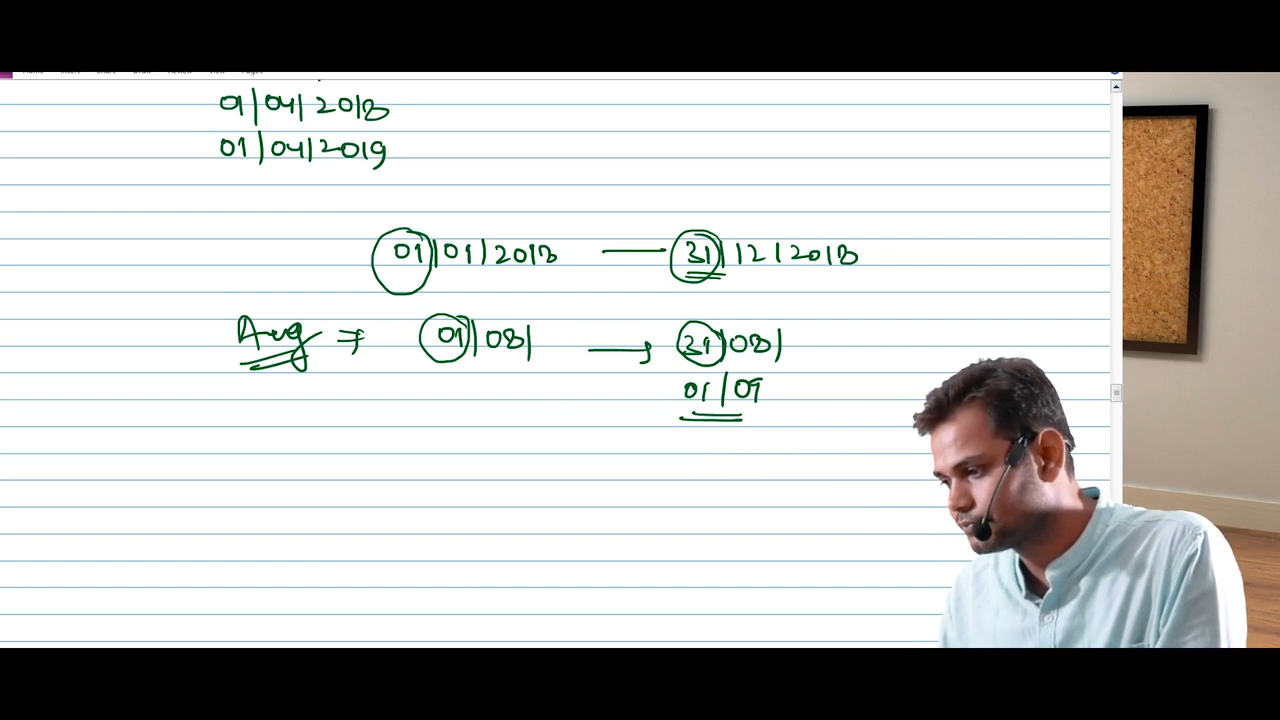 01/04/2018
01/04/2019
01/01/2018 → 31/12/2018
Aug ⇒ 01/08/ → 31/08/
01/09